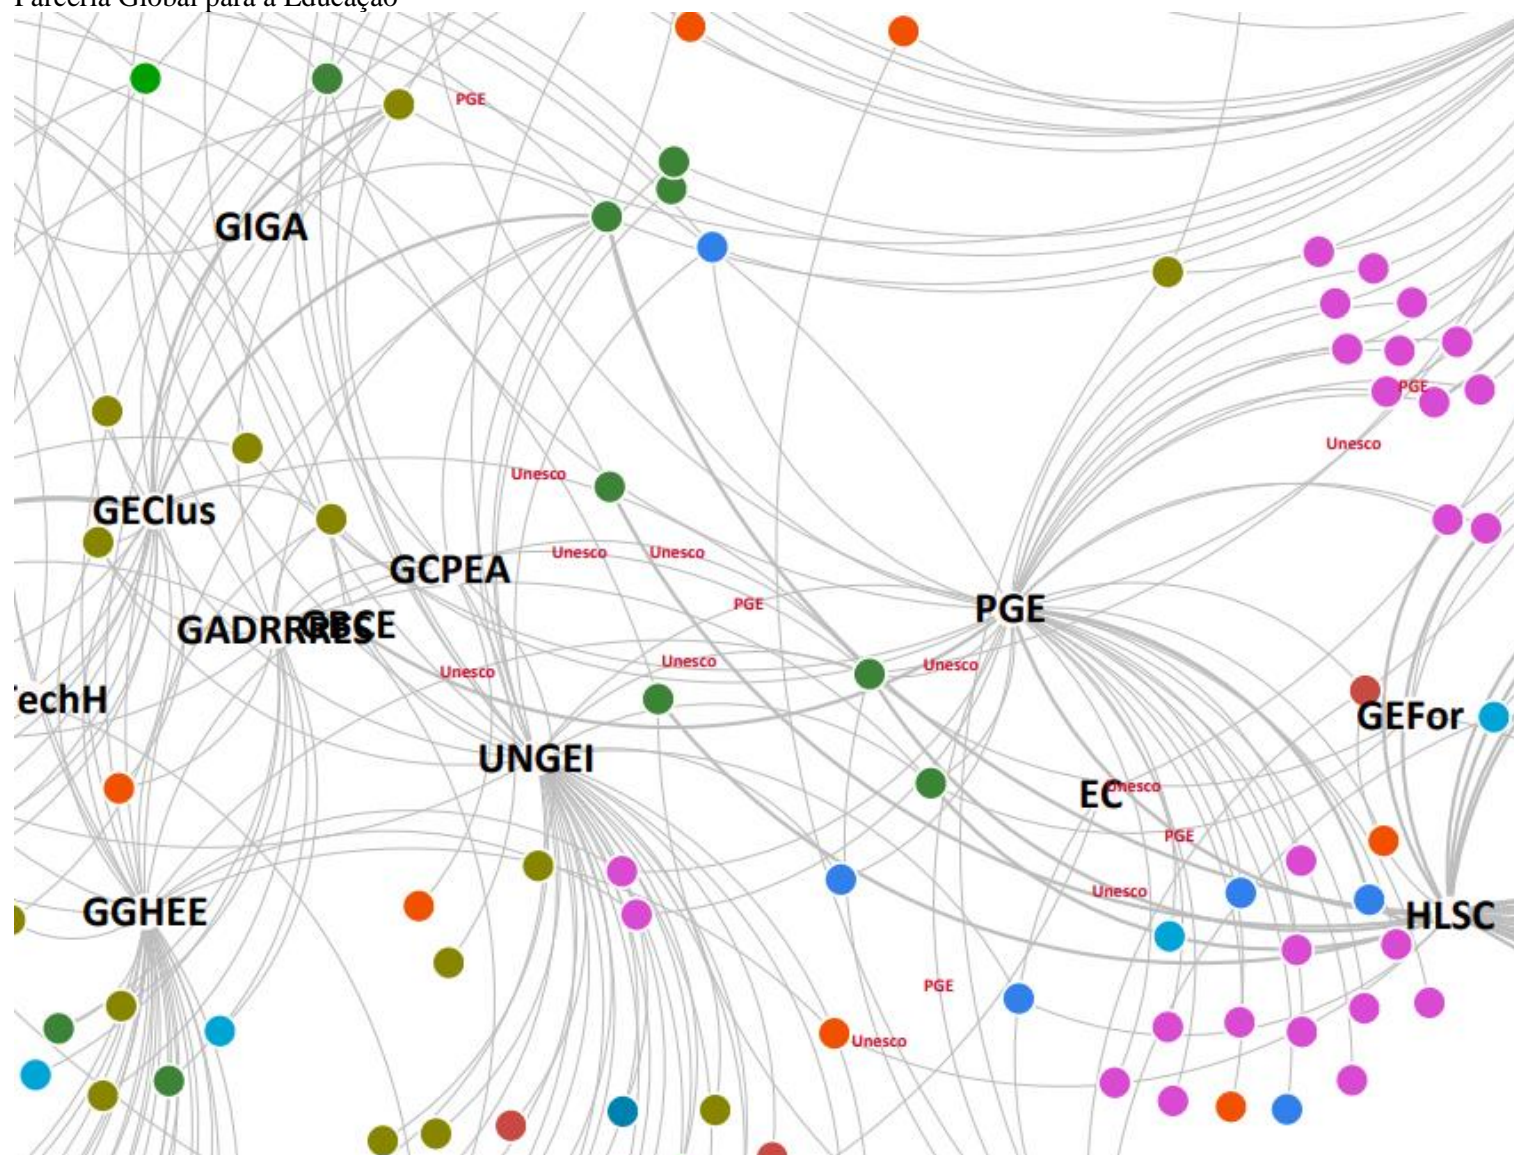 Parceria Global para a Educação
PGE
GIGA
PGE
Unesco
Unesco
GEClus
Unesco
Unesco
GCPEA
PGE
PGE
GADRRRES
Unesco
Unesco
Unesco
echH
GEFor
UNGEI
EC
Unesco
PGE
Unesco
GGHEE
HLSC
PGE
Unesco